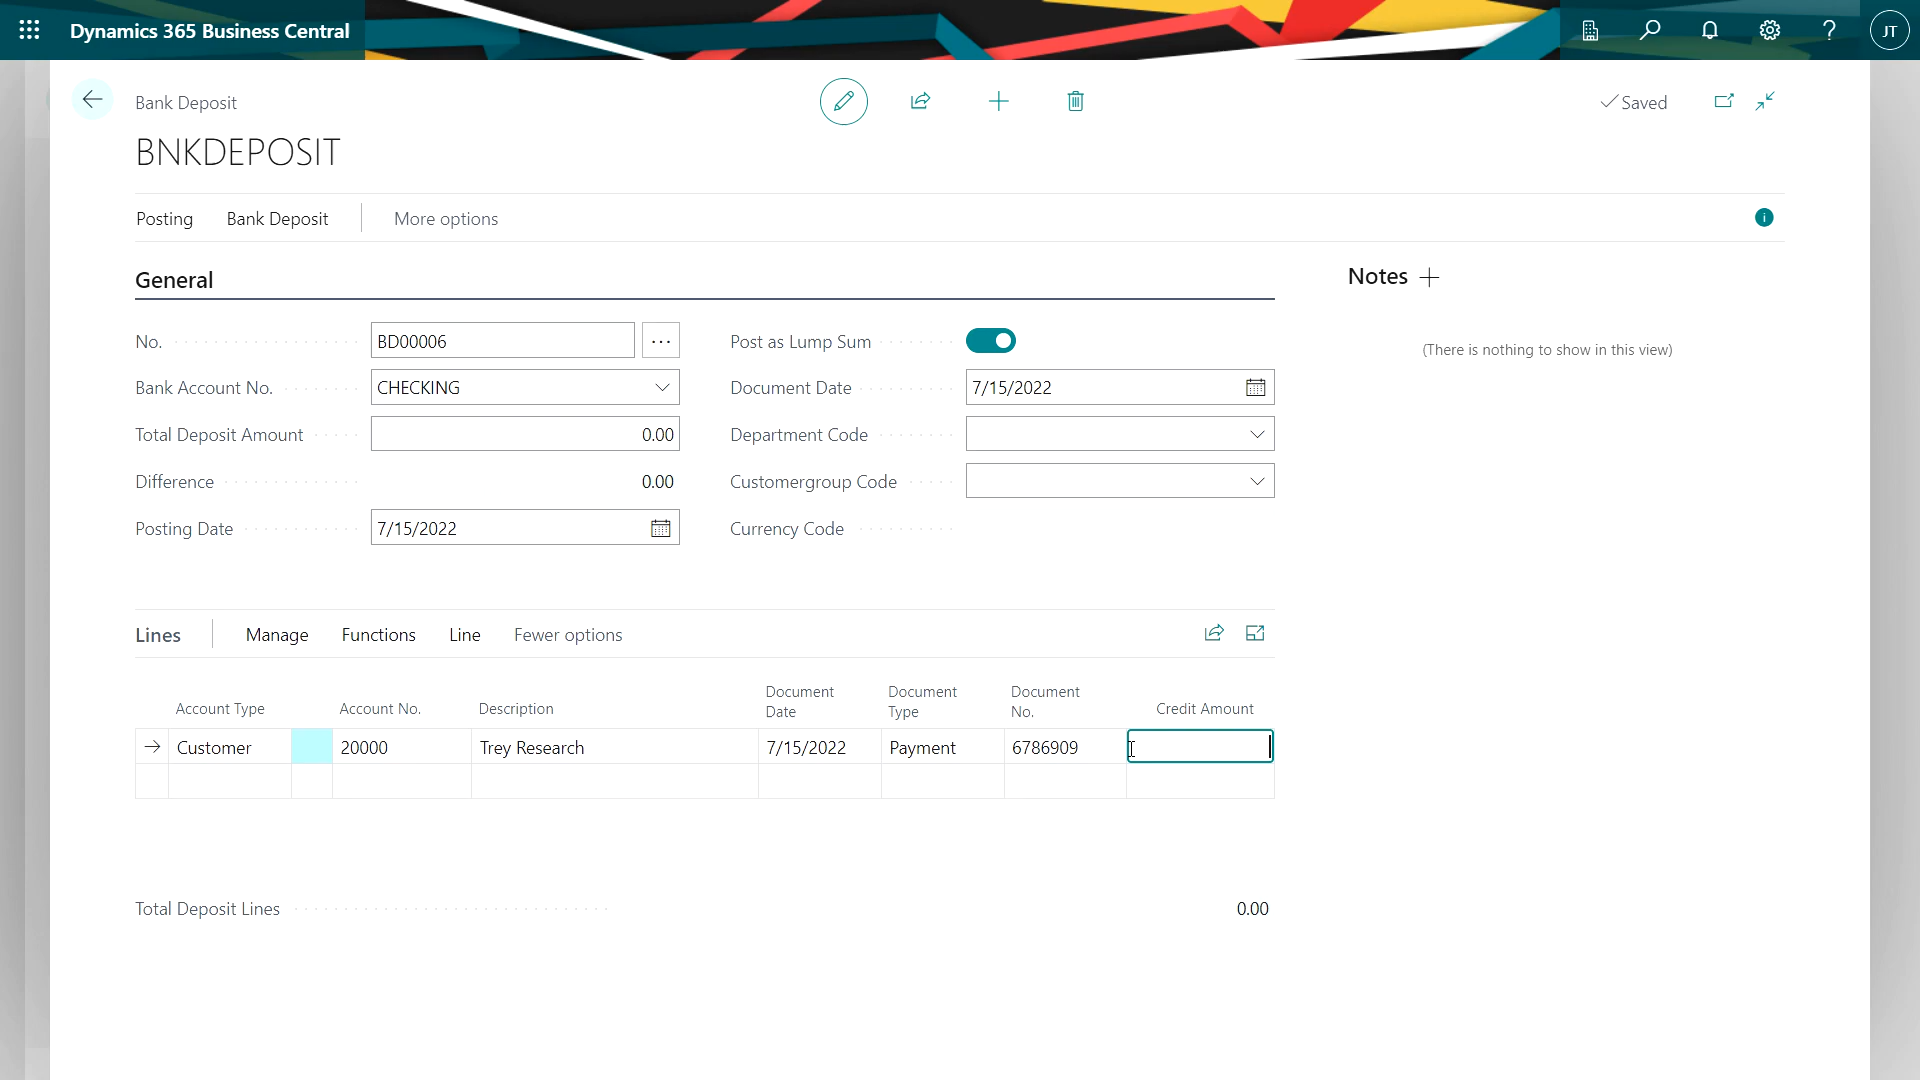 Dynamics 365 Business Central
JT
Bank Deposit
Saved
BNKDEPOSIT
Posting
Bank Deposit
More options
General
Notes
No.
BD00006
Post as Lump Sum
(There is nothing to show in this view)
Bank Account No.
CHECKING
Document Date
7/15/2022
Total Deposit Amount
0.00
Department Code
Difference
0.00
Customergroup Code
Posting Date
7/15/2022
Currency Code
Lines
Manage
Functions
Line
Fewer options
Account Type
Account No.
Description
Document
Date
Document
Type
Document
No.
Credit Amount
Customer
20000
Trey Research
7/15/2022
Payment
6786909
Total Deposit Lines
0.00